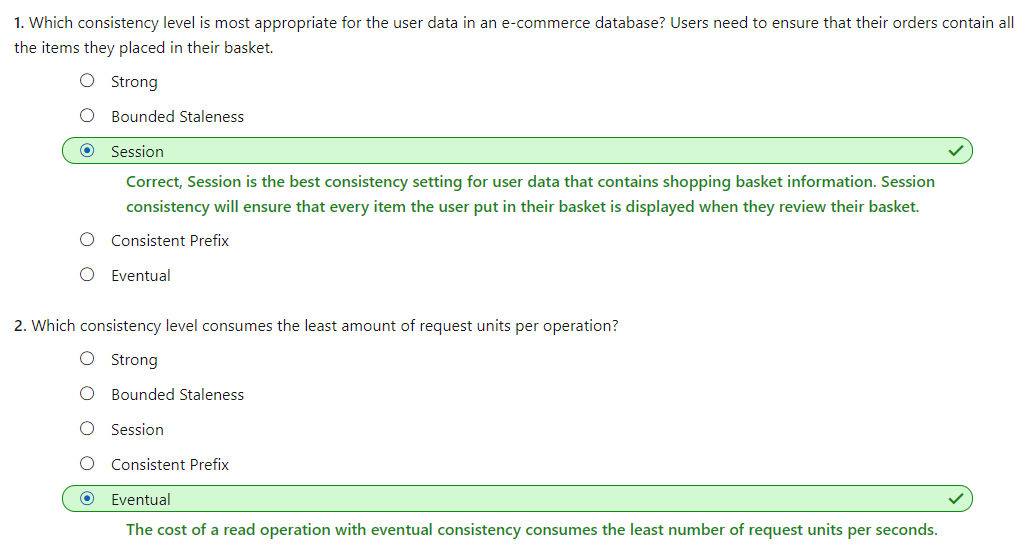 1. Which consistency level is most appropriate for the user data in an e-commerce database? Users need to ensure that their orders contain all
the items they placed in their basket.
Strong
Bounded Staleness
Session
Correct, Session is the best consistency setting for user data that contains shopping basket information. Session
consistency will ensure that every item the user put in their basket is displayed when they review their basket.
Consistent Prefix
Eventual
2. Which consistency level consumes the least amount of request units per operation?
Strong
Bounded Staleness
Session
Consistent Prefix
Eventual
The cost of a read operation with eventual consistency consumes the least number of request units per seconds.